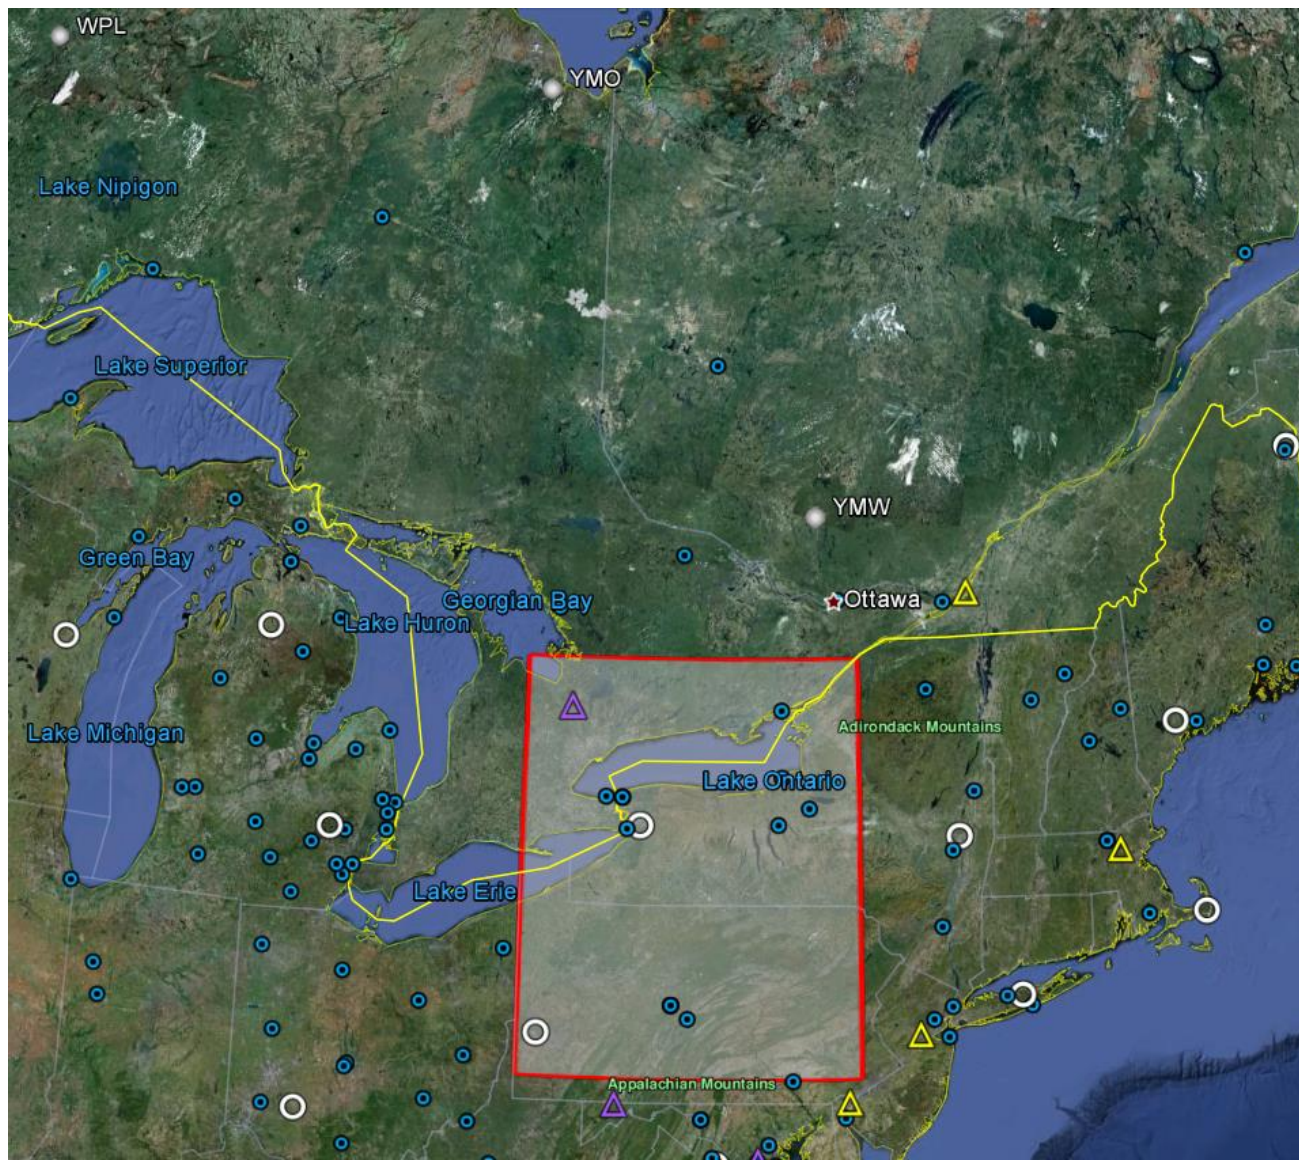 WPL
YMO
Lake Nipigon
Lake Superior
YMW
Green Bay
Georgian Bay
Ottawa
Lake Huron
Lake Michigan
Adirondack Mountains
Lake Ontario
Lake Erie
Appalachian Mountains